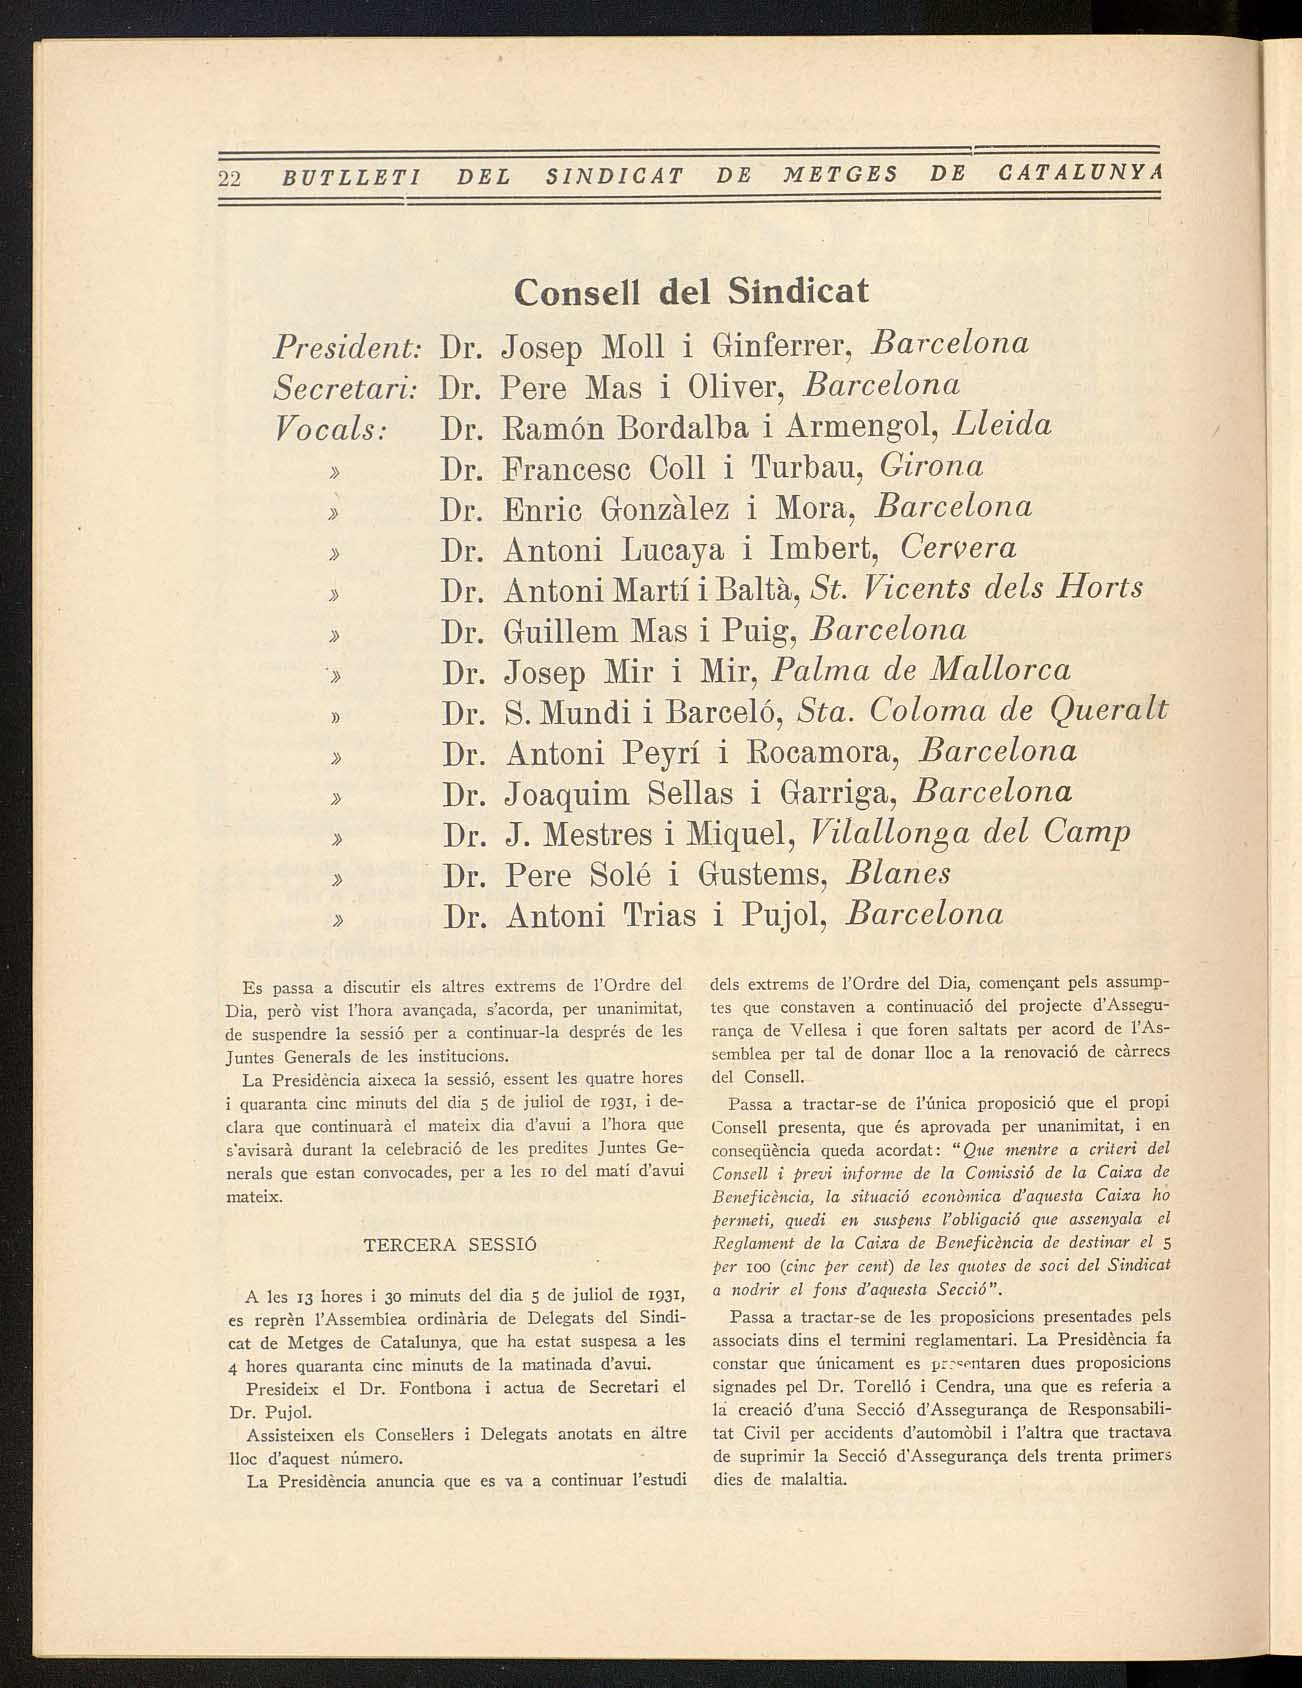 22 BUTLLETI DEL SINDICAT DE METGES DE CATALUNYA
Consell del Sindicat
President: Dr. Josep Moll i Ginferrer, Barcelona
Secretari: Dr. Pere Mas i Oliver, Barcelona
Vocals: Dr. Ramón Bordalba i Armengol, Lleida
» Dr. Francesc Coll i Turbau, Girona
» Dr. Enric Gonzàlez i Mora, Barcelona
» Dr. Antoni Lucaya i Imbert, Cervera
» Dr. Antoni Martí i Baltà, St. Vicents dels Horts
» Dr. Guillem Mas i Puig, Barcelona
» Dr. Josep Mir i Mir, Palma de Mallorca
» Dr. S. Mundi i Barceló, Sta. Coloma de Queralt
» Dr. Antoni Peyrí i Rocamora, Barcelona
» Dr. Joaquim Sellas i Garriga, Barcelona
» Dr. J. Mestres i Miquel, Vilallonga del Camp
» Dr. Pere Solé i Gustems, Blanes
» Dr. Antoni Trias i Pujol, Barcelona
Es passa a discutir els altres extrems de l'Ordre del
Dia, però vist l'hora avançada, s'acorda, per unanimitat,
de suspendre la sessió per a continuar-la després de les
Juntes Generals de les institucions.
La Presidència aixeca la sessió, essent les quatre hores
i quaranta cinc minuts del dia 5 de juliol de 1931, i de-
clara que continuarà el mateix dia d'avui a l'hora que
s'avisarà durant la celebració de les predites Juntes Ge-
nerals que estan convocades, per a les 10 del matí d'avui
mateix.
TERCERA SESSIÓ
A les 13 hores i 30 minuts del dia 5 de juliol de 1931,
es reprèn l'Assemblea ordinària de Delegats del Sindi-
cat de Metges de Catalunya, que ha estat suspesa a les
4 hores quaranta cinc minuts de la matinada d'avui.
Presideix el Dr. Fontbona i actua de Secretari el
Dr. Pujol.
Assisteixen els Consellers i Delegats anotats en altre
lloc d'aquest número.
La Presidència anuncia que es va a continuar l'estudi
dels extrems de l'Ordre del Dia, començant pels assump-
tes que constaven a continuació del projecte d'Assegu-
rança de Vellesa i que foren saltats per acord de l'As-
semblea per tal de donar lloc a la renovació de càrrecs
del Consell.
Passa a tractar-se de l'única proposició que el propi
Consell presenta, que és aprovada per unanimitat, i en
conseqüència queda acordat: "Que mentre a criteri del
Consell i previ informe de la Comissió de la Caixa de
Beneficència, la situació econòmica d'aquesta Caixa ho
permeti, quedi en suspens l'obligació que assenyala el
Reglament de la Caixa de Beneficència de destinar el 5
per 100 (cinc per cent) de les quotes de soci del Sindicat
a nodrir el fons d'aquesta Secció".
Passa a tractar-se de les proposicions presentades pels
associats dins el termini reglamentari. La Presidència fa
constar que únicament es presentaren dues proposicions
signades pel Dr. Torelló i Cendra, una que es referia a
la creació d'una Secció d'Assegurança de Responsabili-
tat Civil per accidents d'automòbil i l'altra que tractava
de suprimir la Secció d'Assegurança dels trenta primers
dies de malaltia.